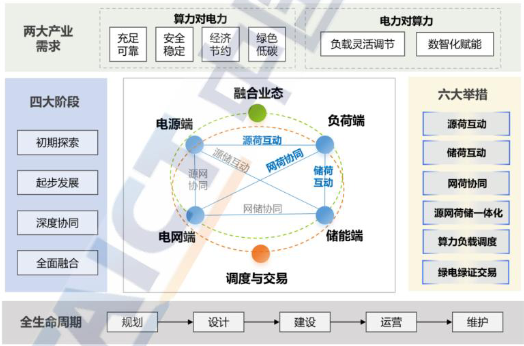 两大产业
需求
算力对电力
充足
可靠
安全
稳定
经济
节约
绿色
低碳
电力对算力
负载灵活调节
数智化赋能
四大阶段
初期探索
起步发展
深度协同
全面融合
融合业态
电源端
负荷端
源荷互动
源储互动
网荷协同
源网
协同
储荷
互动
网储协同
电网端
储能端
调度与交易
六大举措
源荷互动
储荷互动
网荷协同
源网荷储一体化
算力负载调度
绿电绿证交易
全生命周期
规划
设计
建设
运营
维护